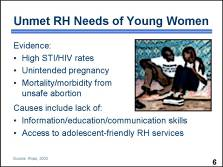 Unmet RH Needs of Young Women
Evidence:
• High STI/HIV rates
• Unintended pregnancy
• Mortality/morbidity from
unsafe abortion
Causes include lack of:
• Information/education/communication skills
• Access to adolescent-friendly RH services
2000
6